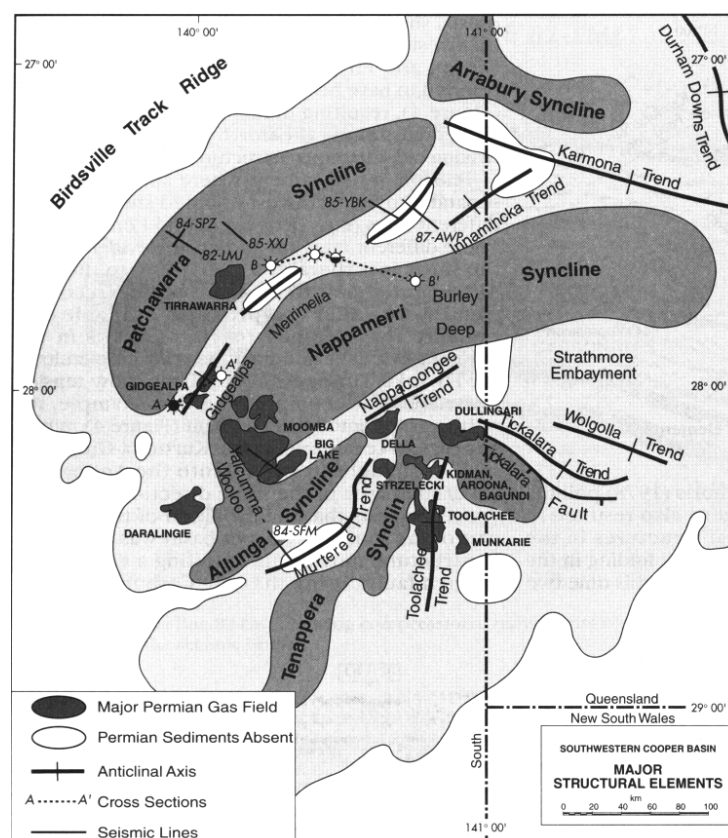 140° 00'
141° 00'
27° 00'
27° 00'
Birdsville Track Ridge
Arrabury Syncline
Durham Downs Trend
Karmona Trend
Syncline
Patchawarra
84-SPZ
82-LMJ
85-XXJ
85-YBK
87-AWP
Innamincka Trend
B
B'
TIRRAWARRA
Merrimelia
Nappamerri
Syncline
Burley
Deep
Strathmore
Embayment
28° 00'
28° 00'
GIDGEALPA
A
A'
Gidgealpa
Nappacoongee
Trend
MOOMBA
BIG
LAKE
DELLA
DULLINGARI
Wolgolla Trend
Tickalara Trend
Tickalara
Fault
STRZELECKI
KIDMAN,
AROONA,
BAGUNDI
Yaicumma-
Wooloo
84-SFM
Allunga Syncline
Murteree Trend
DARALINGIE
TOOLACHEE
MUNKARIE
Toolachee
Trend
Tenappera Synclin
29° 00'
Queensland
New South Wales
South
141° 00'
Major Permian Gas Field
Permian Sediments Absent
Anticlinal Axis
A A' Cross Sections
Seismic Lines
SOUTHWESTERN COOPER BASIN
MAJOR
STRUCTURAL ELEMENTS
km
0 20 40 60 80 100